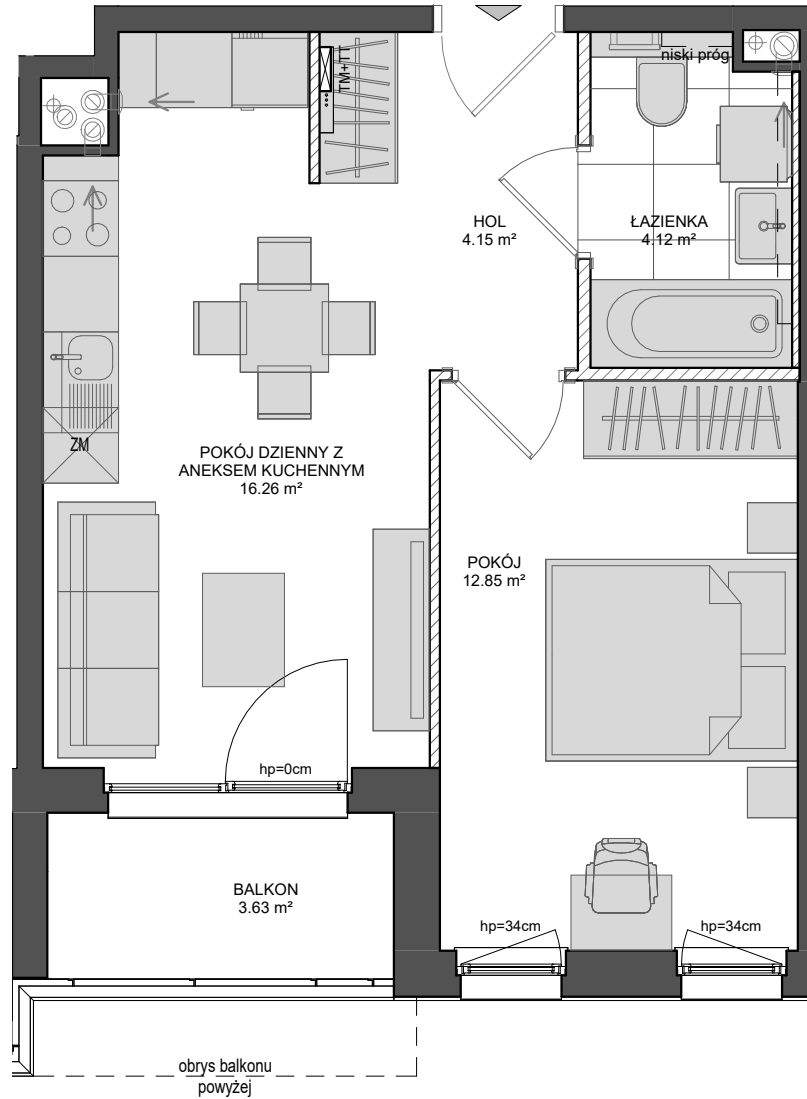 niski próg
TM+TT
HOL
4.15 m²
ŁAZIENKA
4.12 m²
ZM
POKÓJ DZIENNY Z
ANEKSEM KUCHENNYM
16.26 m²
POKÓJ
12.85 m²
hp=0cm
BALKON
3.63 m²
hp=34cm
hp=34cm
obrys balkonu
powyżej